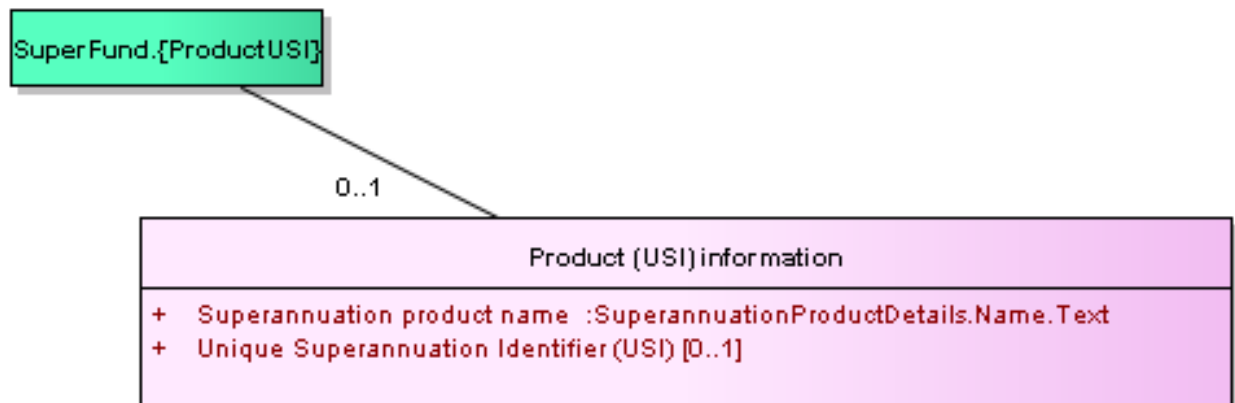 SuperFund.{ProductUSI}
0..1
Product (USI) information
+ Superannuation product name :SuperannuationProductDetails.Name.Text
+ Unique Superannuation Identifier (USI) [0..1]